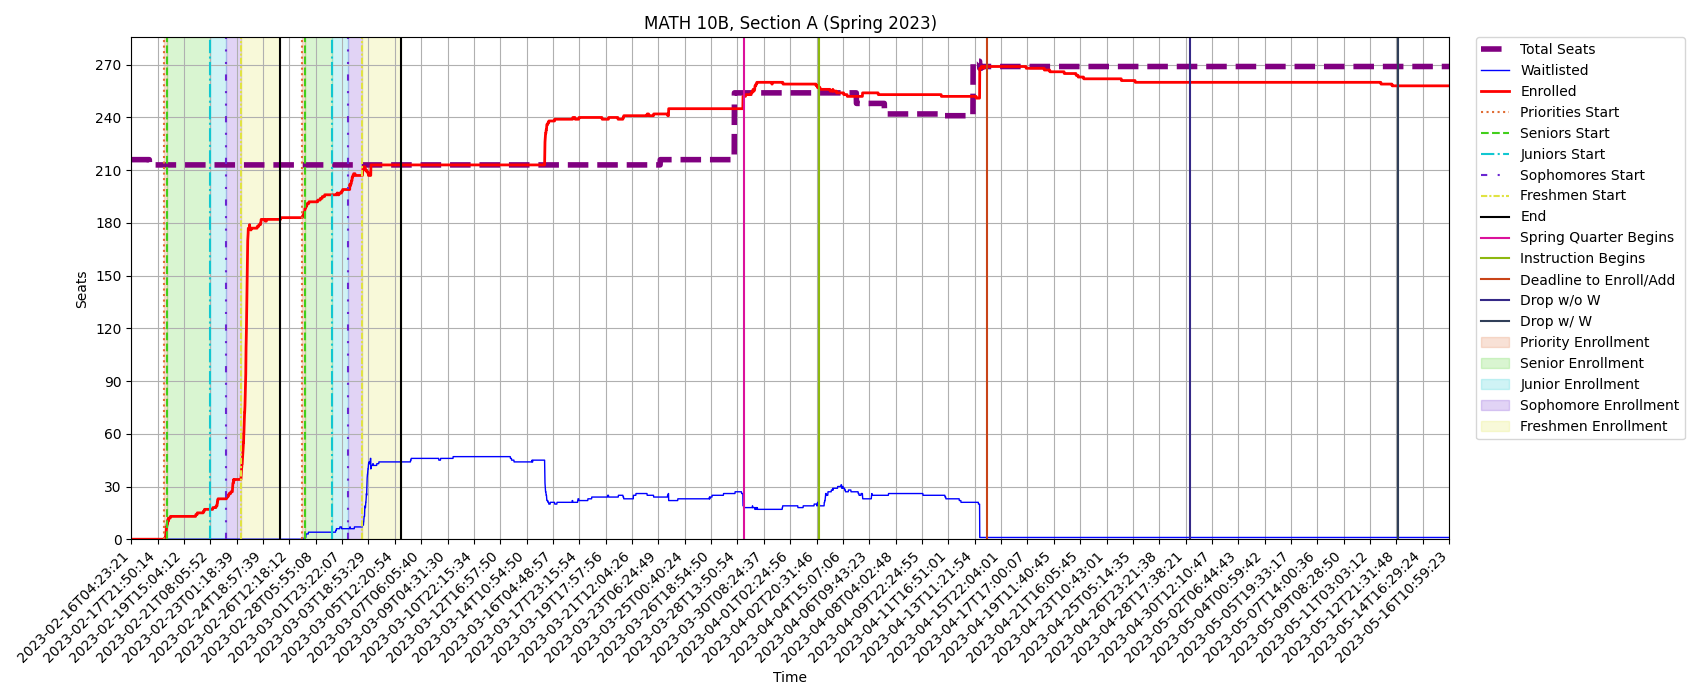 MATH 10B, Section A (Spring 2023)
Seats
270
240
210
180
150
120
90
60
30
0
2023-02-16T04:23:21
2023-02-17T21:50:14
2023-02-19T15:04:12
2023-02-21T08:05:52
2023-02-23T01:18:39
2023-02-24T18:57:39
2023-02-26T12:18:12
2023-02-28T05:55:08
2023-03-01T23:22:07
2023-03-03T18:53:29
2023-03-05T12:20:54
2023-03-07T06:05:40
2023-03-09T04:31:30
2023-03-10T22:15:34
2023-03-14T10:54:50
2023-03-16T04:48:57
2023-03-17T23:15:54
2023-03-19T17:57:56
2023-03-21T12:04:26
2023-03-23T06:24:49
2023-03-25T00:40:24
2023-03-26T18:54:50
2023-03-28T13:50:54
2023-03-30T08:24:37
2023-04-01T02:24:56
2023-04-02T20:31:46
2023-04-04T15:07:06
2023-04-06T09:43:23
2023-04-08T04:02:48
2023-04-09T22:24:55
2023-04-11T16:51:01
2023-04-13T11:21:54
2023-04-15T22:04:01
2023-04-17T17:00:07
2023-04-19T11:40:45
2023-04-21T16:05:45
2023-04-23T10:43:01
2023-04-25T05:14:35
2023-04-26T23:21:38
2023-04-28T17:38:21
2023-04-30T12:10:47
2023-05-02T06:44:43
2023-05-04T00:59:42
2023-05-05T19:33:17
2023-05-07T14:00:36
2023-05-09T08:28:50
2023-05-11T03:03:12
2023-05-12T21:31:48
2023-05-14T16:29:24
2023-05-16T10:59:23
Time
Total Seats
Waitlisted
Enrolled
Priorities Start
Seniors Start
Juniors Start
Sophomores Start
Freshmen Start
End
Spring Quarter Begins
Instruction Begins
Deadline to Enroll/Add
Drop w/o W
Drop w/ W
Priority Enrollment
Senior Enrollment
Junior Enrollment
Sophomore Enrollment
Freshmen Enrollment